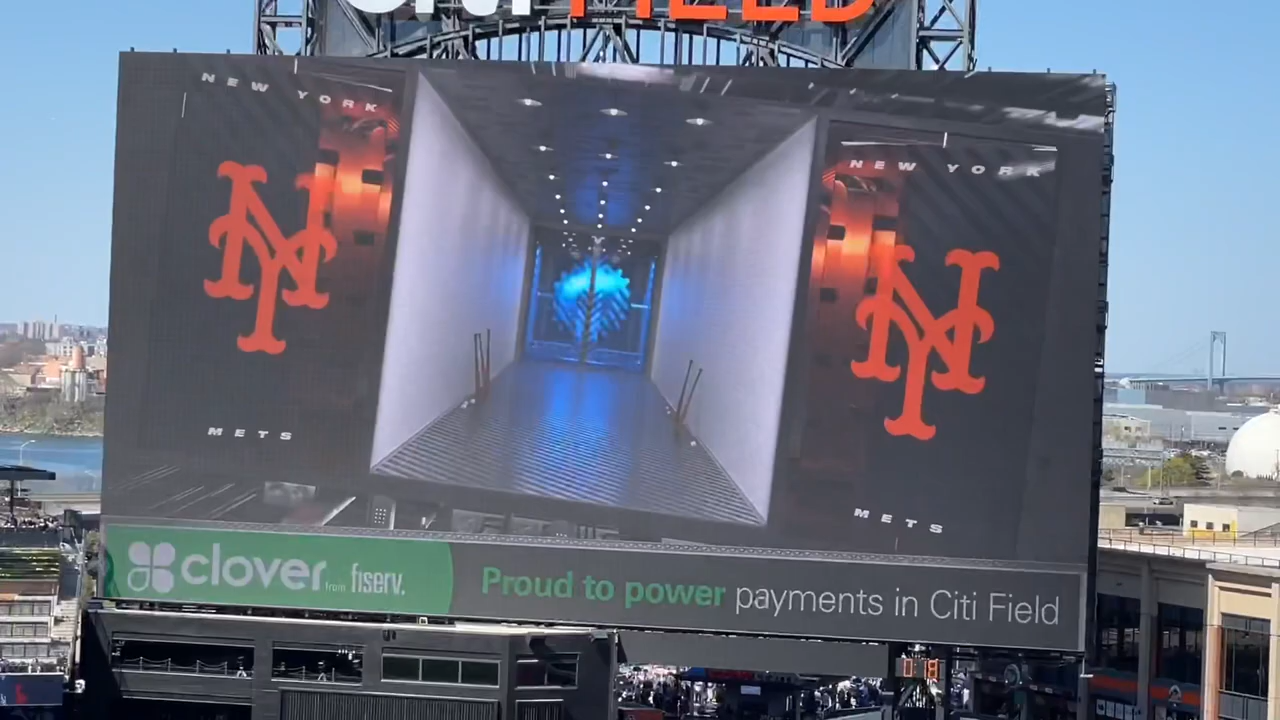 CITI FIELD
NEW YORK
NY
METS
NEW YORK
NY
METS
clover from fiserv.
Proud to power payments in Citi Field